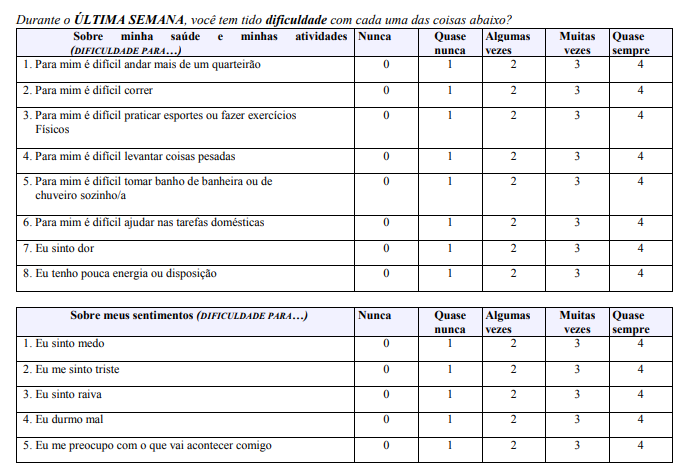 Durante o ÚLTIMA SEMANA, você tem tido dificuldade com cada uma das coisas abaixo?
Sobre minha saúde e minhas atividades (DIFICULDADE PARA…) Nunca Quase nunca Algumas vezes Muitas vezes Quase sempre
1. Para mim é difícil andar mais de um quarteirão 0 1 2 3 4
2. Para mim é difícil correr 0 1 2 3 4
3. Para mim é difícil praticar esportes ou fazer exercícios 0 1 2 3 4
Físicos
4. Para mim é difícil levantar coisas pesadas 0 1 2 3 4
5. Para mim é difícil tomar banho de banheira ou de 0 1 2 3 4
chuveiro sozinho/a
6. Para mim é difícil ajudar nas tarefas domésticas 0 1 2 3 4
7. Eu sinto dor 0 1 2 3 4
8. Eu tenho pouca energia ou disposição 0 1 2 3 4
Sobre meus sentimentos (DIFICULDADE PARA…) Nunca Quase nunca Algumas vezes Muitas vezes Quase sempre
1. Eu sinto medo 0 1 2 3 4
2. Eu me sinto triste 0 1 2 3 4
3. Eu sinto raiva 0 1 2 3 4
4. Eu durmo mal 0 1 2 3 4
5. Eu me preocupo com o que vai acontecer comigo 0 1 2 3 4